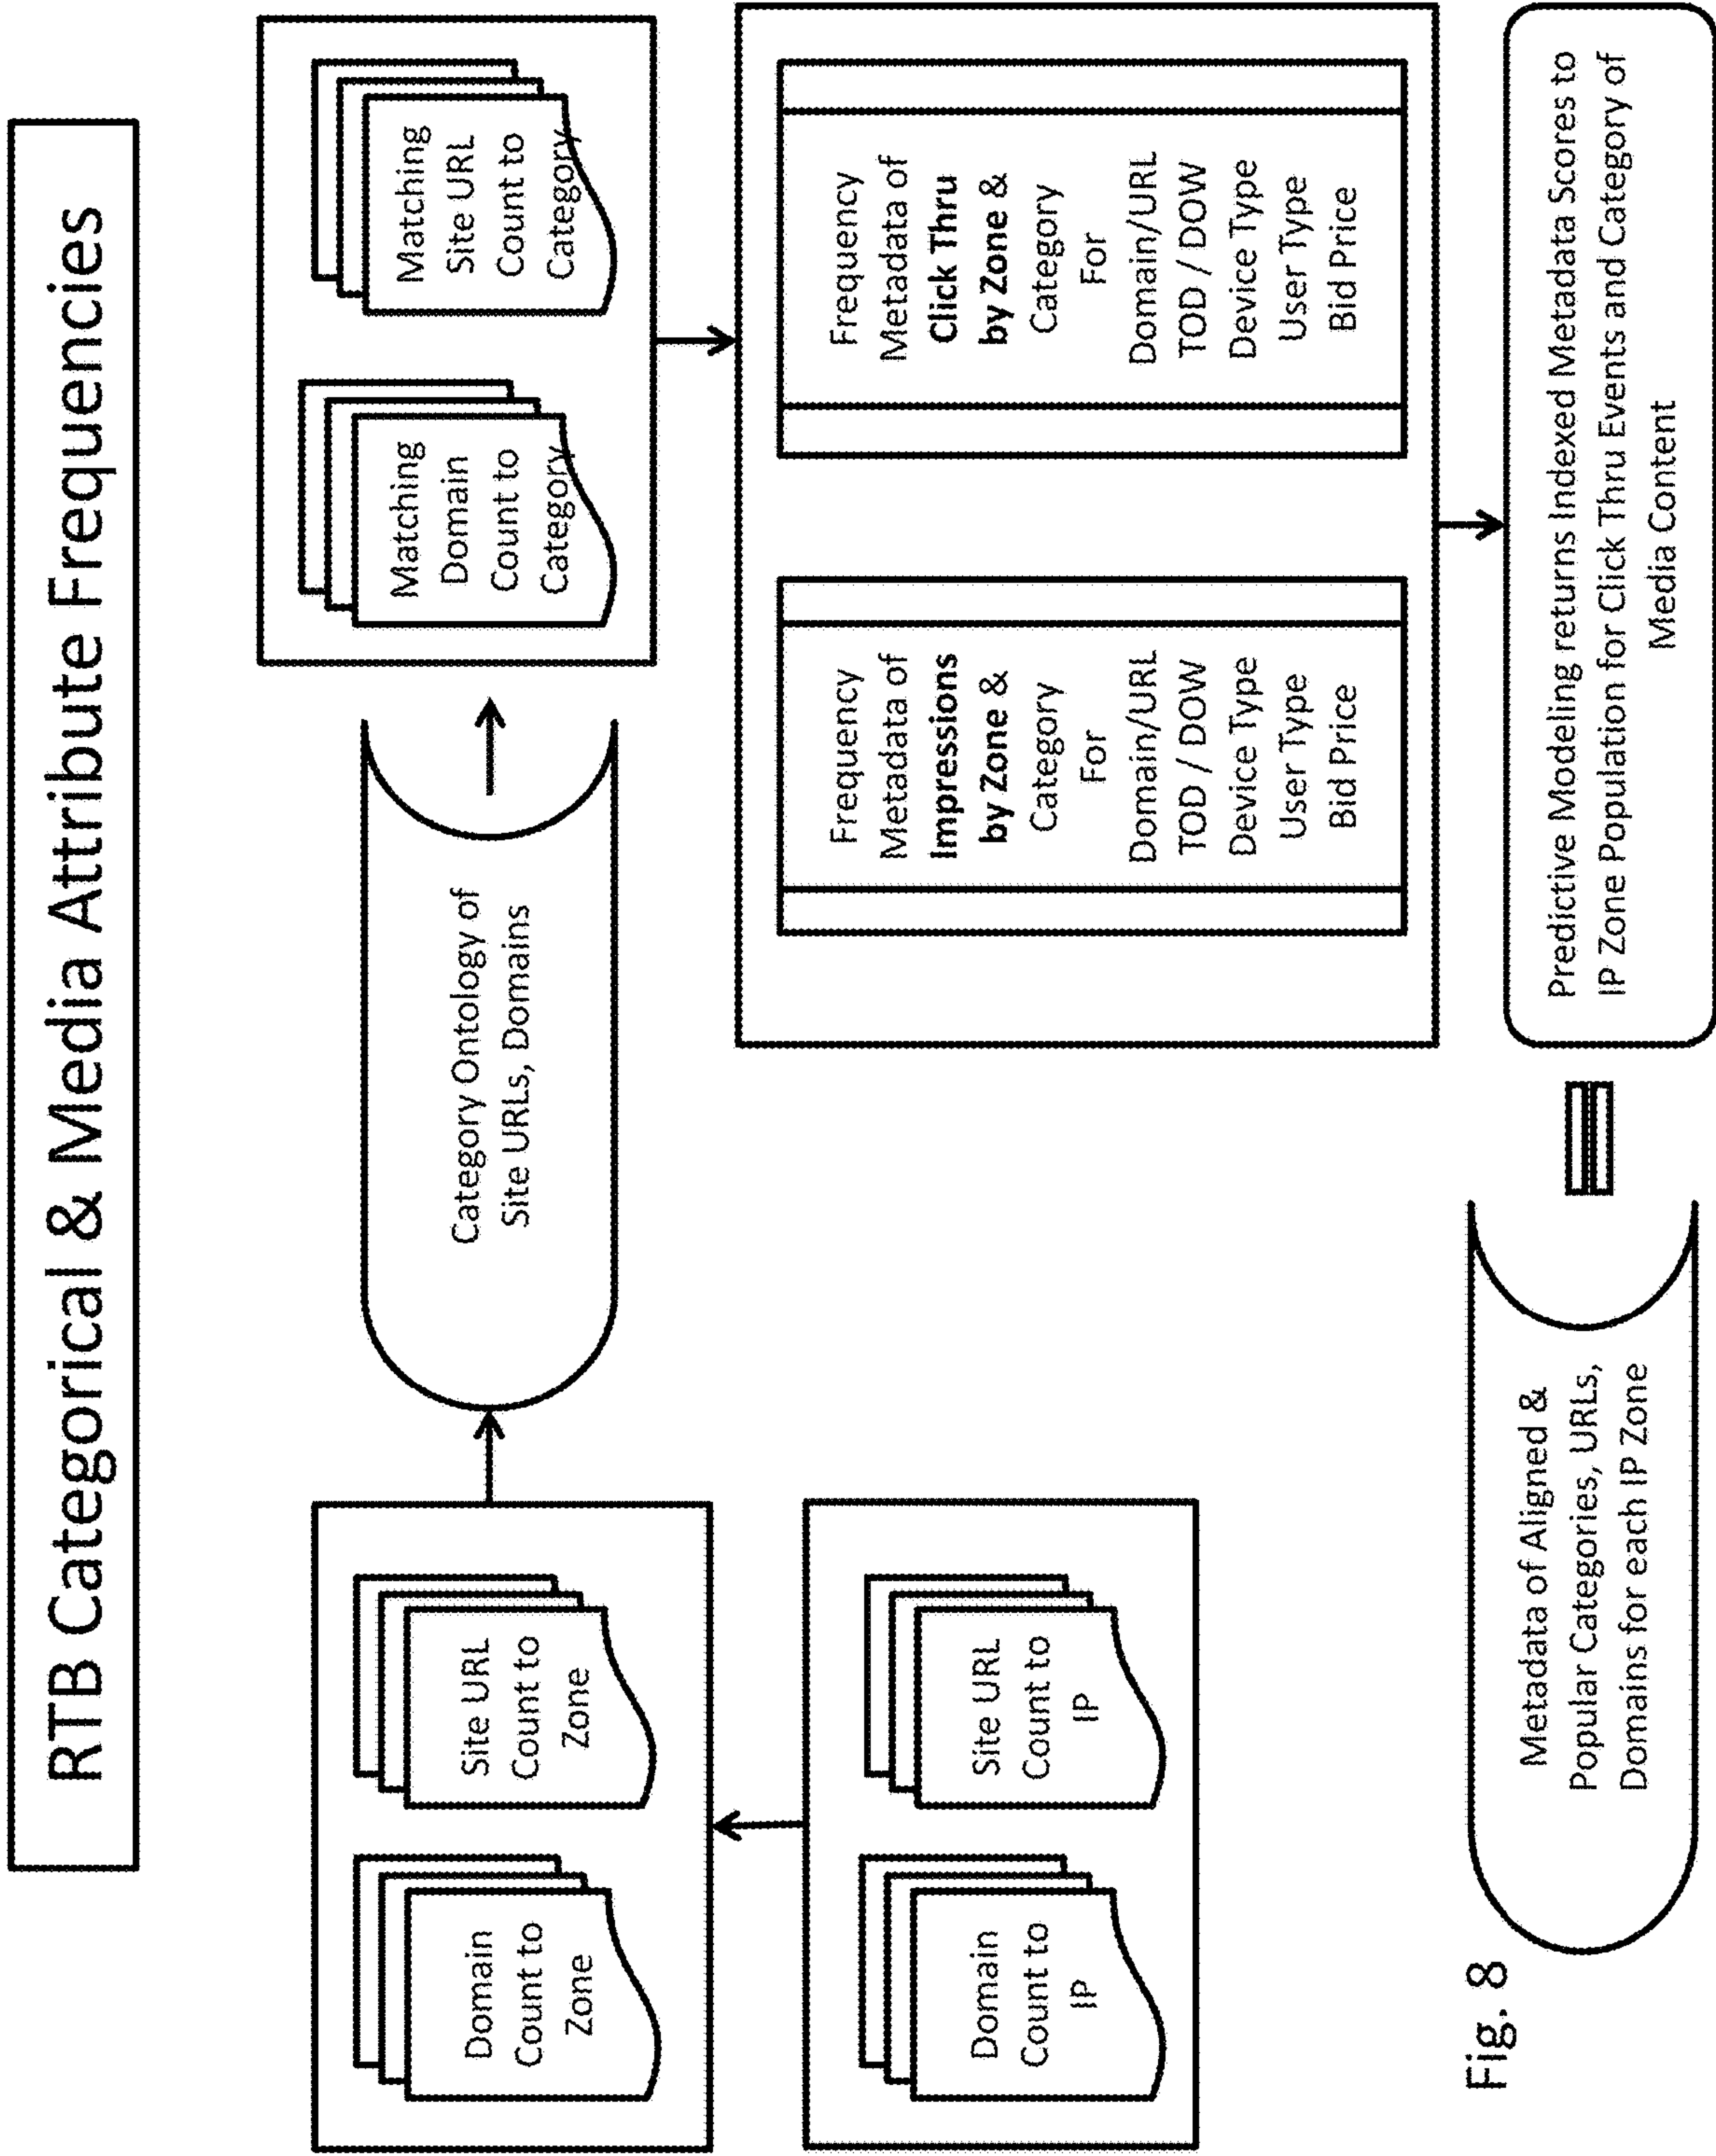 RTB Categorical & Media Attribute Frequencies
Domain
Count to
Zone
Site URL
Count to
Zone
Category Ontology of
Site URLs, Domains
Matching
Domain
Count to
Category
Matching
Site URL
Count to
Category
Domain
Count to
IP
Site URL
Count to
IP
Frequency
Metadata of
Impressions
by Zone &
Category
For
Domain/URL
TOD / DOW
Device Type
User Type
Bid Price
Frequency
Metadata of
Click Thru
by Zone &
Category
For
Domain/URL
TOD / DOW
Device Type
User Type
Bid Price
Metadata of Aligned &
Popular Categories, URLs,
Domains for each IP Zone
Predictive Modeling returns Indexed Metadata Scores to
IP Zone Population for Click Thru Events and Category of
Media Content
Fig. 8